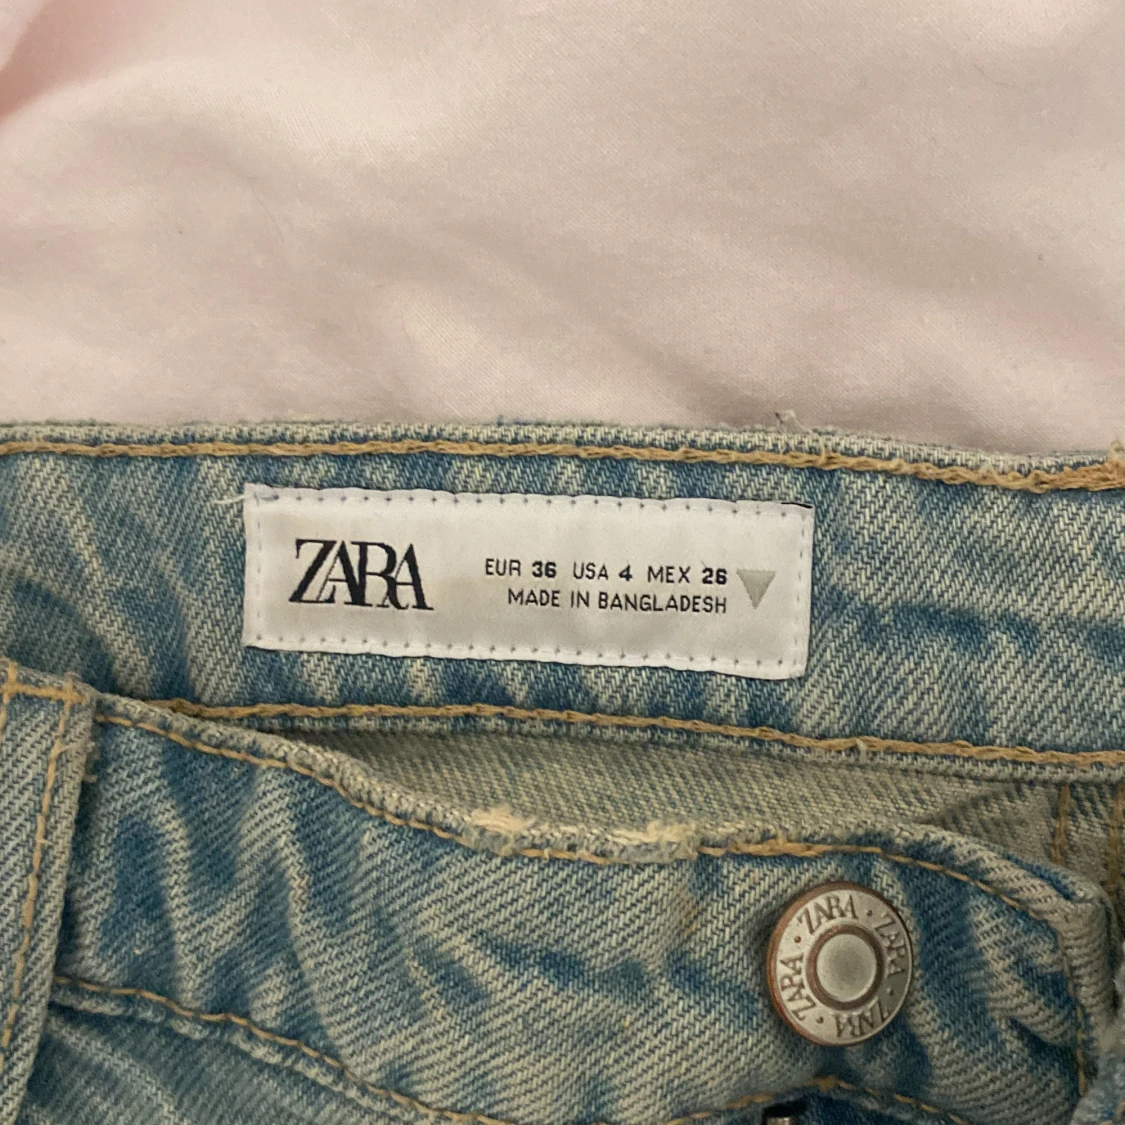 ZARA
EUR 36 USA 4 MEX 26
MADE IN BANGLADESH
ZARA · ZARA · ZARA · ZARA ·